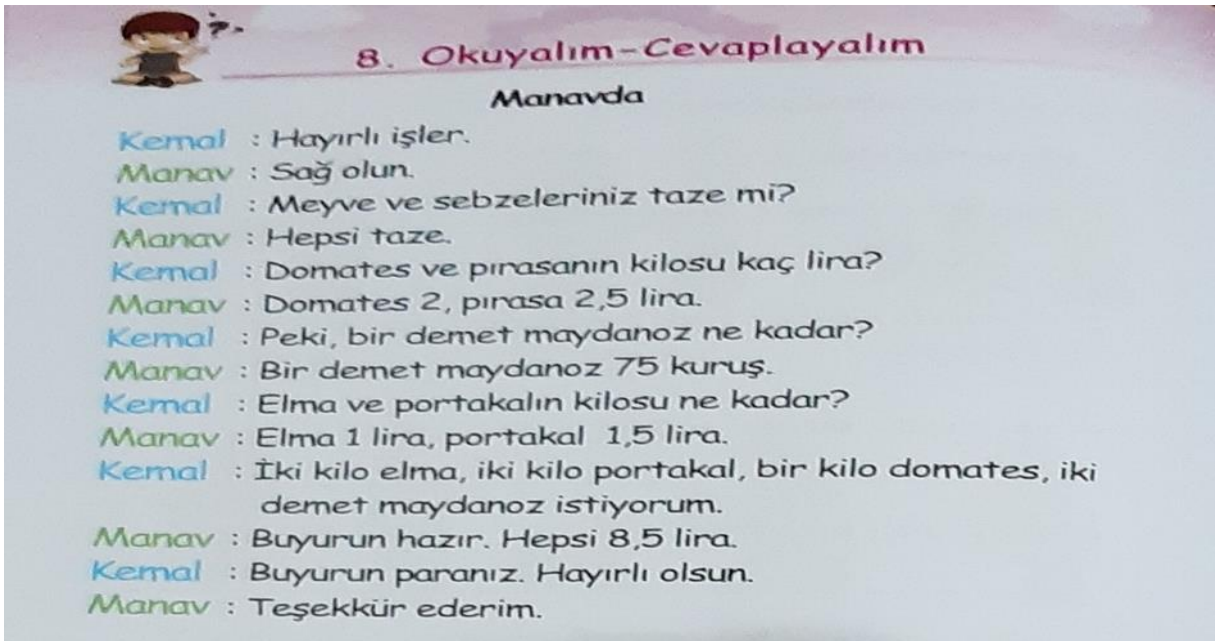 8. Okuyalım-Cevaplayalım
Manavda
Kemal : Hayırlı işler.
Manav : Sağ olun.
Kemal : Meyve ve sebzeleriniz taze mi?
Manav : Hepsi taze.
Kemal : Domates ve pırasanın kilosu kaç lira?
Manav : Domates 2, pırasa 2,5 lira.
Kemal : Peki, bir demet maydanoz ne kadar?
Manav : Bir demet maydanoz 75 kuruş.
Kemal : Elma ve portakalın kilosu ne kadar?
Manav : Elma 1 lira, portakal 1,5 lira.
Kemal : İki kilo elma, iki kilo portakal, bir kilo domates, iki
demet maydanoz istiyorum.
Manav : Buyurun hazır. Hepsi 8,5 lira.
Kemal : Buyurun paranız. Hayırlı olsun.
Manav : Teşekkür ederim.